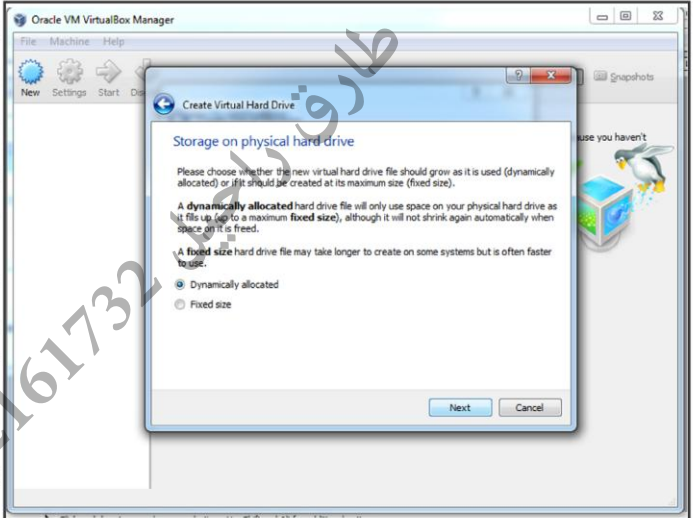 Oracle VM VirtualBox Manager
File Machine Help
New Settings Start Dis
Snapshots
use you haven't
Create Virtual Hard Drive
Storage on physical hard drive
Please choose whether the new virtual hard drive file should grow as it is used (dynamically
allocated) or if it should be created at its maximum size (fixed size).
A dynamically allocated hard drive file will only use space on your physical hard drive as
it fills up (up to a maximum fixed size), although it will not shrink again automatically when
space on it is freed.
A fixed size hard drive file may take longer to create on some systems but is often faster
to use.
Dynamically allocated
Fixed size
Next Cancel
طارق راحيل
161732